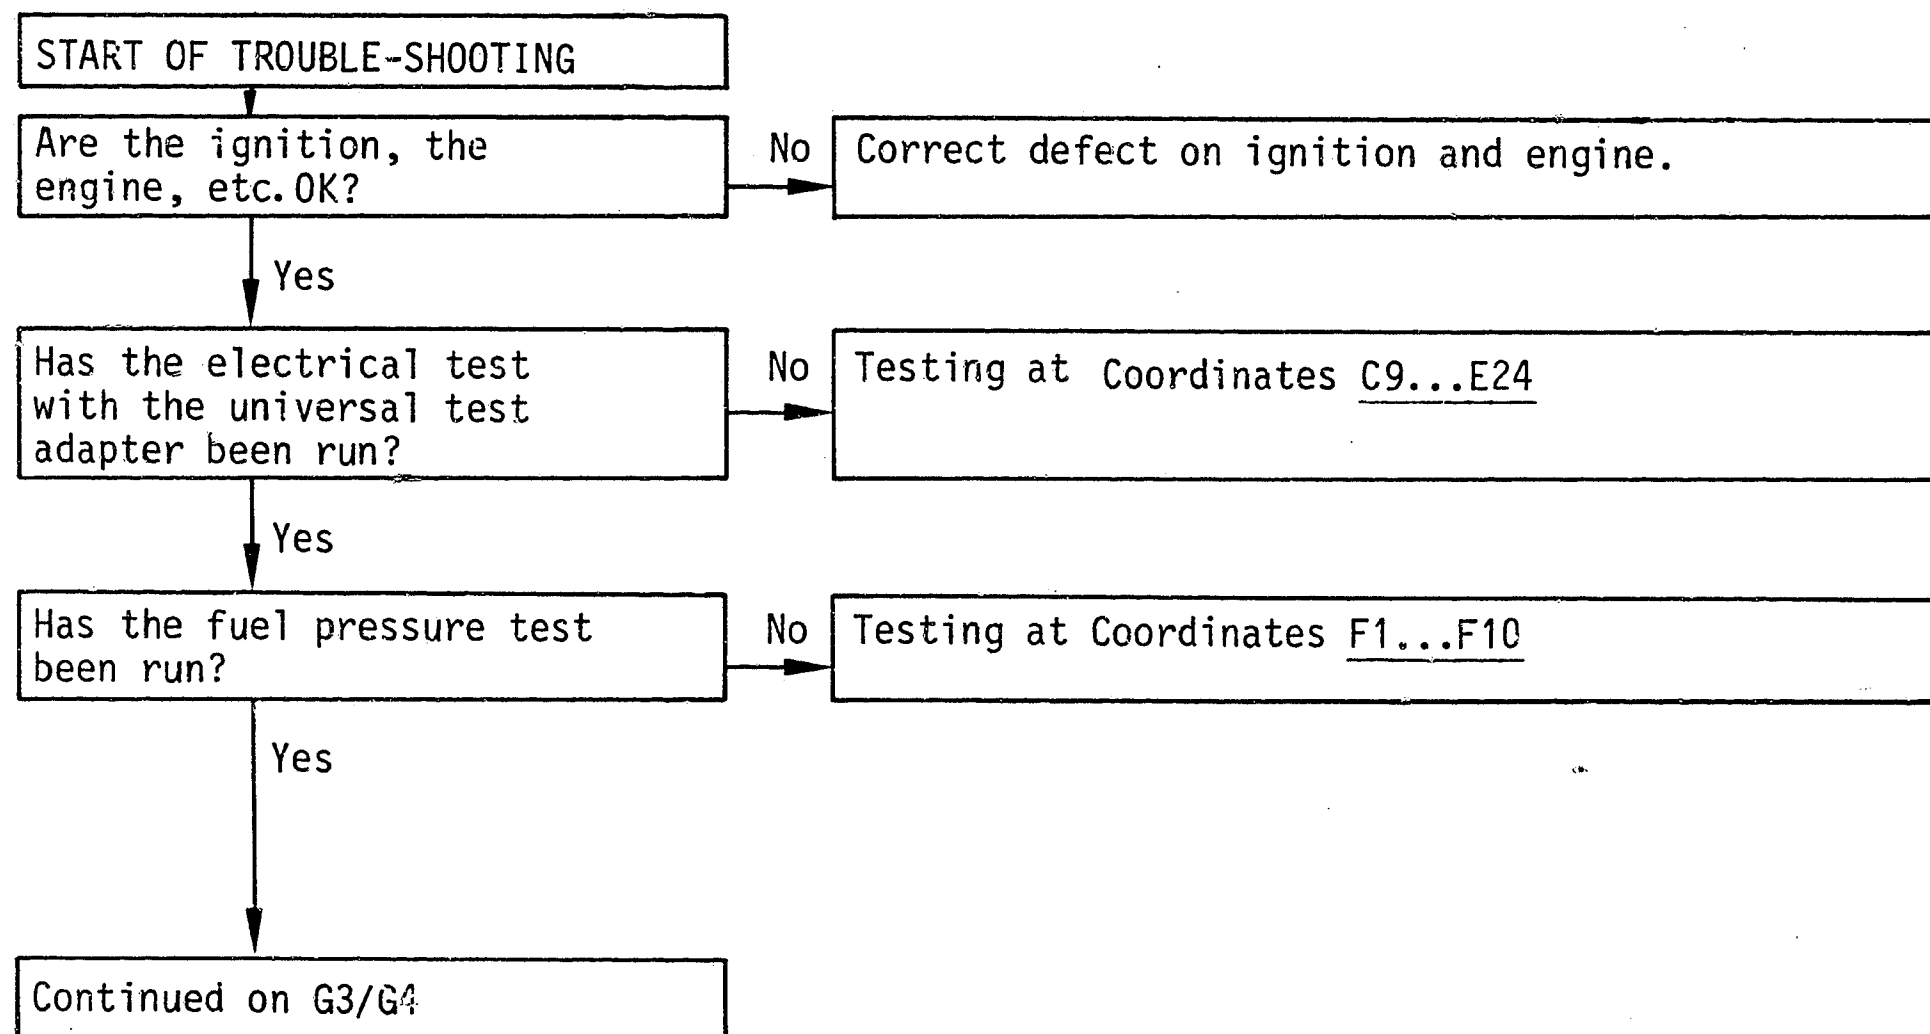 START OF TROUBLE-SHOOTING
Are the ignition, the
engine, etc. OK?
No
Correct defect on ignition and engine.
Yes
Has the electrical test
with the universal test
adapter been run?
No
Testing at Coordinates C9...E24
Yes
Has the fuel pressure test
been run?
No
Testing at Coordinates F1...F10
Yes
Continued on G3/G4